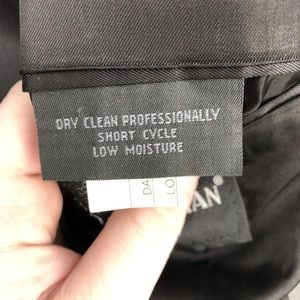 DRY CLEAN PROFESSIONALLY
SHORT CYCLE
LOW MOISTURE